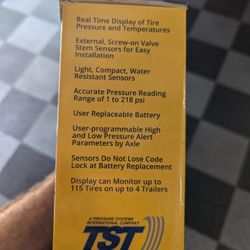 Real Time Display of Tire
Pressure and Temperatures
External, Screw-on Valve
Stem Sensors for Easy
Installation
Light, Compact, Water
Resistant Sensors
Accurate Pressure Reading
Range of 1 to 218 psi
User Replaceable Battery
User-programmable High
and Low Pressure Alert
Parameters by Axle
Sensors Do Not Lose Code
Lock at Battery Replacement
Display can Monitor up to
115 Tires on up to 4 Trailers
A PRESSURE SYSTEMS
INTERNATIONAL COMPANY
TST